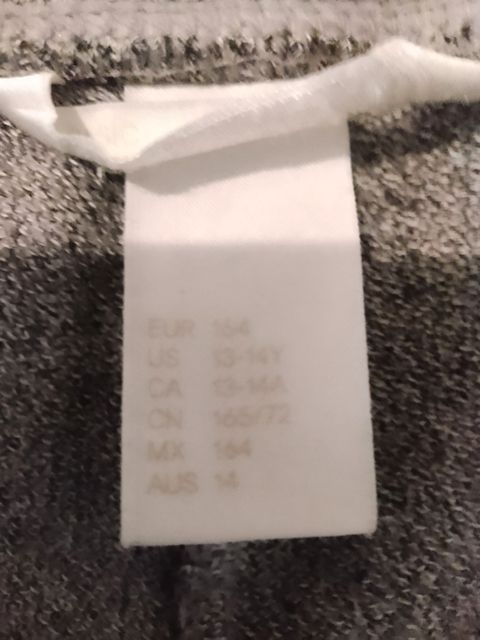 EUR 164
US 13-14Y
CA 13-14A
CN 165/72
MX 164
AUS 14